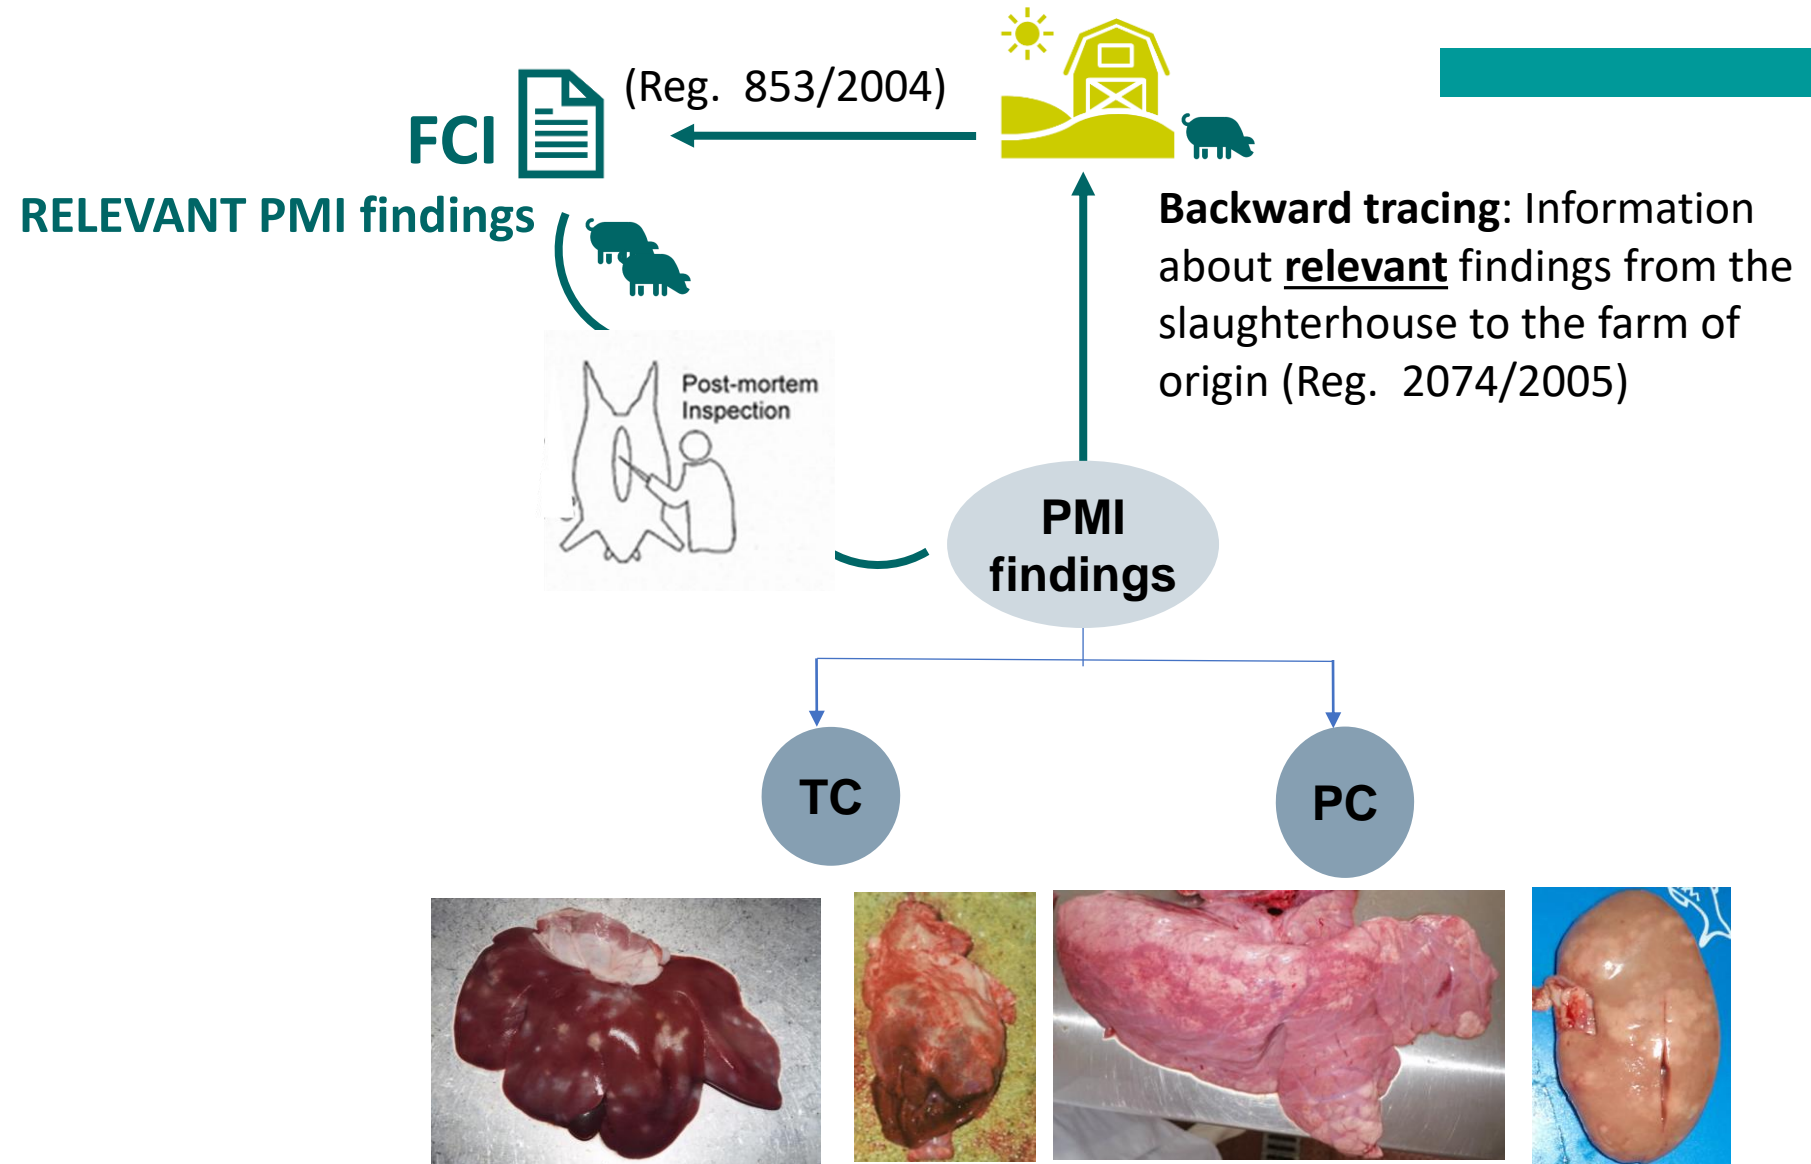 (Reg. 853/2004)
FCI
RELEVANT PMI findings
Backward tracing: Information
about relevant findings from the
slaughterhouse to the farm of
origin (Reg. 2074/2005)
Post-mortem
Inspection
PMI
findings
TC
PC